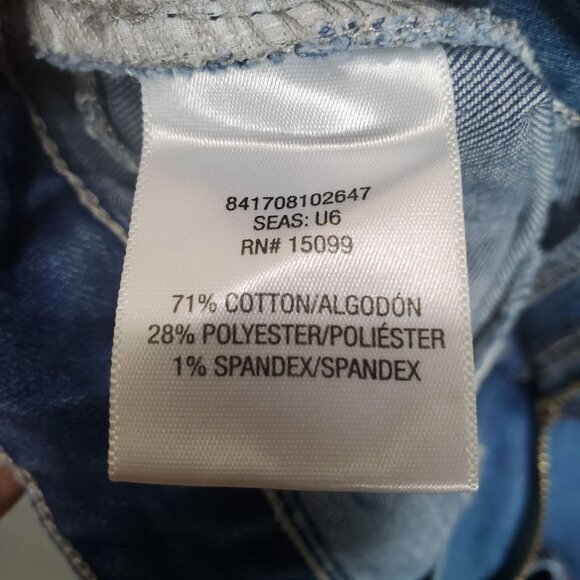 841708102647
SEAS: U6
RN# 15099
71% COTTON/ALGODÓN
28% POLYESTER/POLIÉSTER
1% SPANDEX/SPANDEX